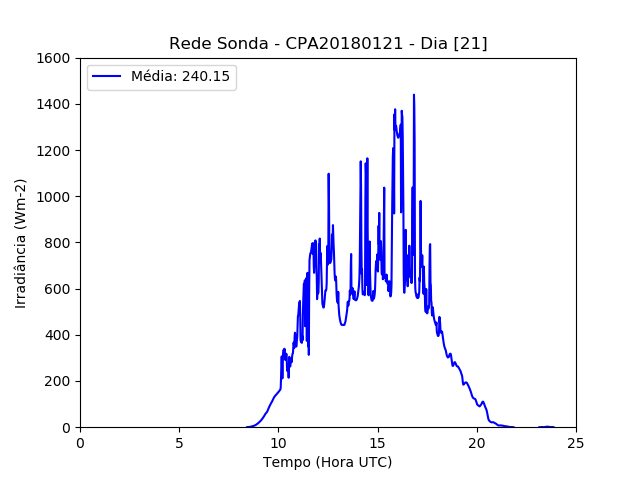 Rede Sonda - CPA20180121 - Dia [21]
Média: 240.15
1600
1400
1200
1000
800
600
400
200
0
Irradiância (Wm-2)
0 5 10 15 20 25
Tempo (Hora UTC)